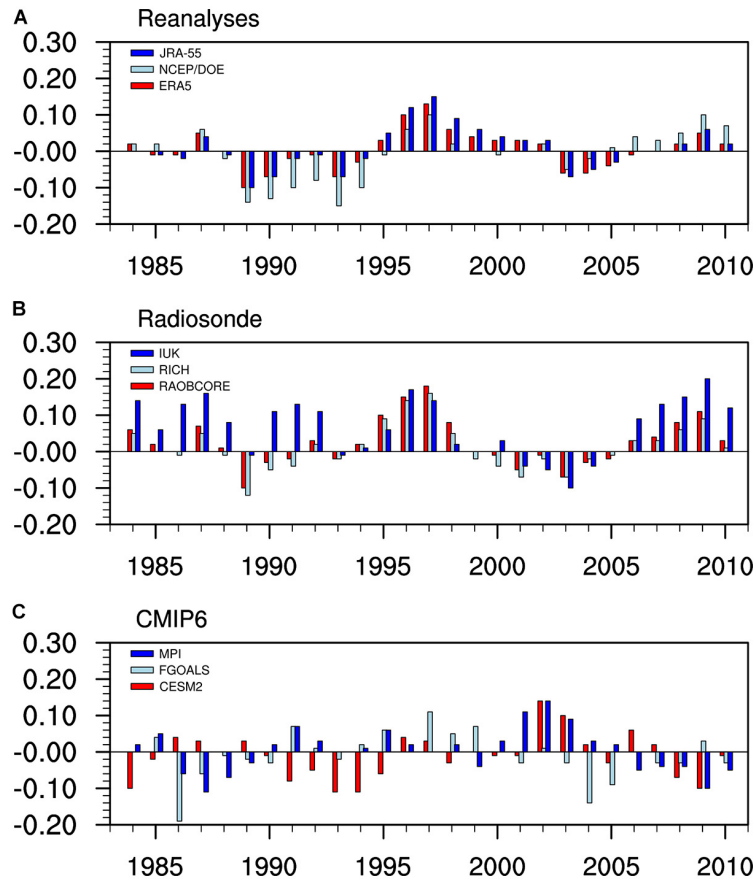 A Reanalyses
0.30
0.20
0.10
-0.00
-0.10
-0.20
JRA-55
NCEP/DOE
ERA5
1985 1990 1995 2000 2005 2010
B Radiosonde
0.30
0.20
0.10
-0.00
-0.10
-0.20
IUK
RICH
RAOBCORE
1985 1990 1995 2000 2005 2010
C CMIP6
0.30
0.20
0.10
-0.00
-0.10
-0.20
MPI
FGOALS
CESM2
1985 1990 1995 2000 2005 2010